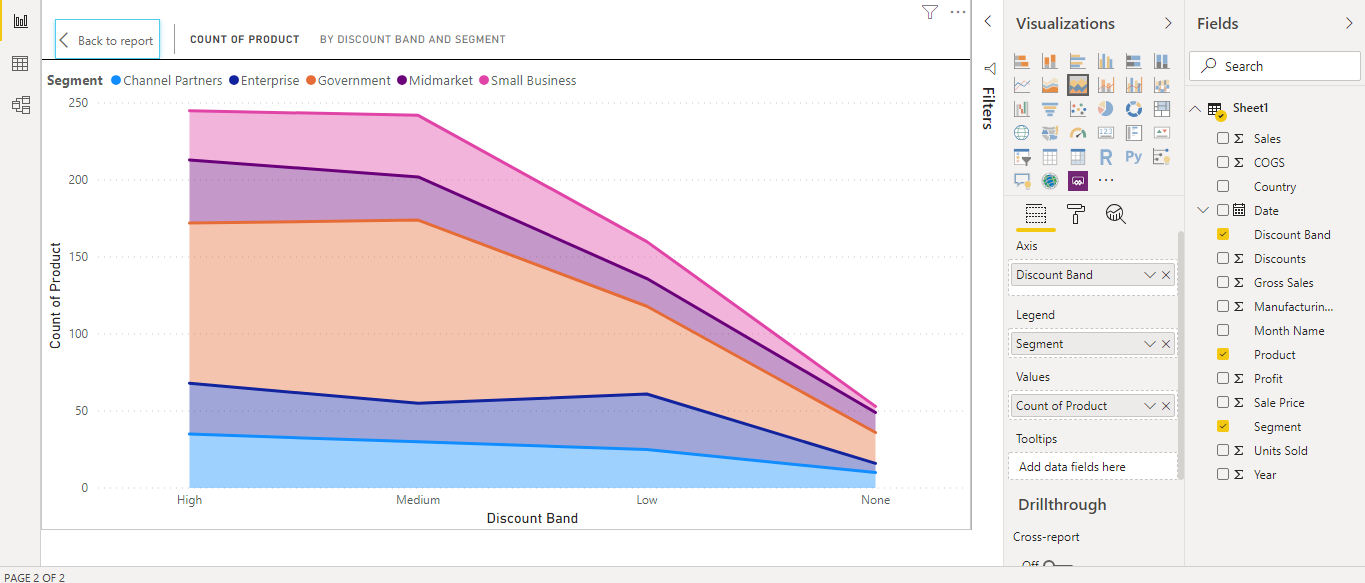 Back to report
COUNT OF PRODUCT
BY DISCOUNT BAND AND SEGMENT
Segment Channel Partners Enterprise Government Midmarket Small Business
250
200
150
100
50
0
Count of Product
High Medium Low None
Discount Band
Filters
Visualizations
123
R Py
Axis
Discount Band
Legend
Segment
Values
Count of Product
Tooltips
Add data fields here
Drillthrough
Cross-report
Off
Fields
Search
Sheet1
Σ Sales
Σ COGS
Country
Date
Discount Band
Σ Discounts
Σ Gross Sales
Σ Manufacturin...
Month Name
Product
Σ Profit
Σ Sale Price
Segment
Σ Units Sold
Σ Year
PAGE 2 OF 2